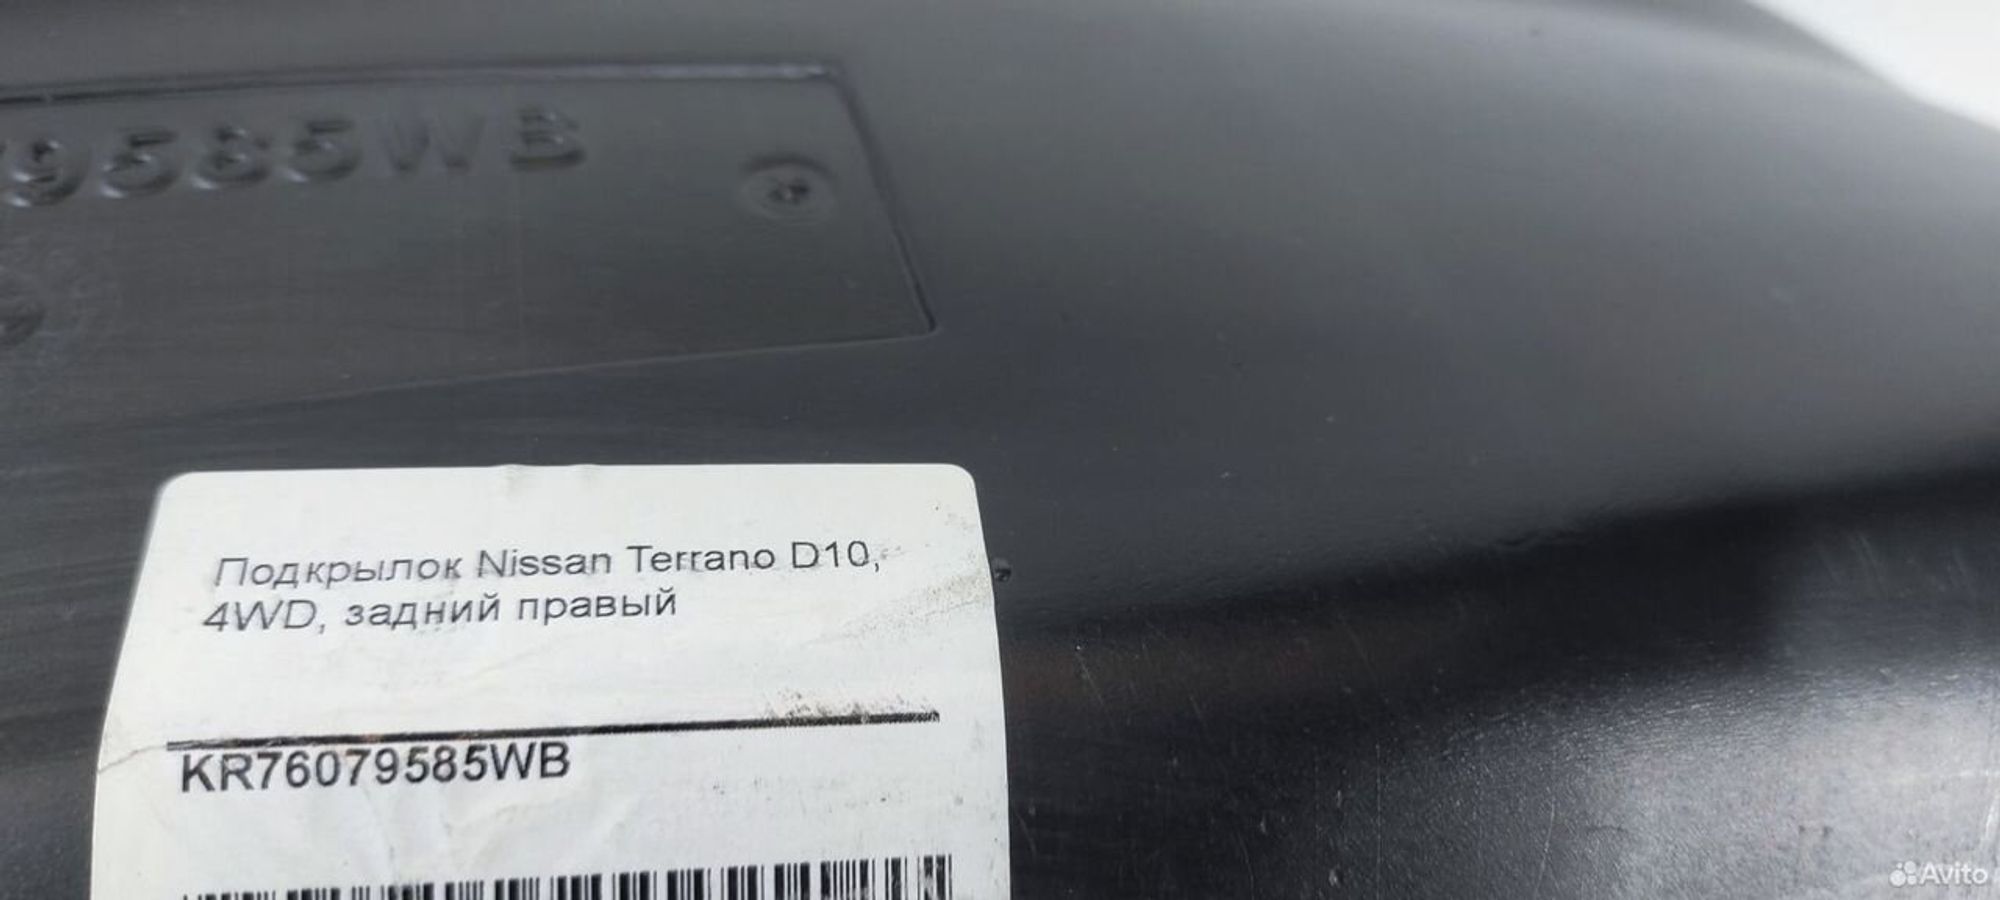 9585WB
Подкрылок Nissan Terrano D10,
4WD, задний правый
KR76079585WB
Avito